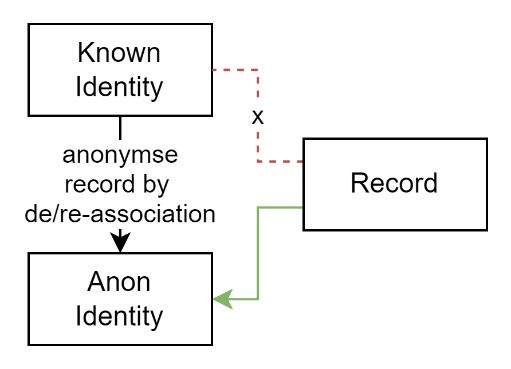 Known
Identity
x
anonymse
record by
de/re-association
Record
Anon
Identity